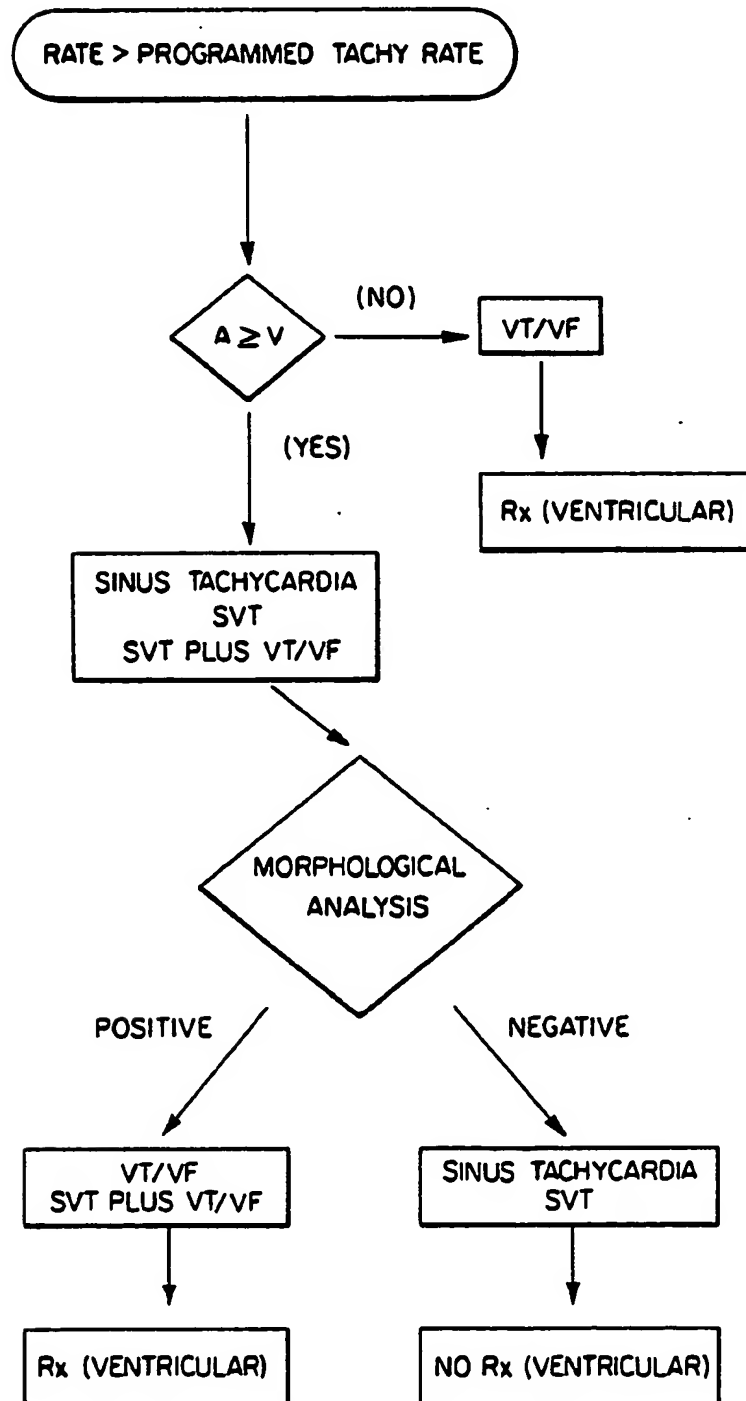 RATE > PROGRAMMED TACHY RATE
A ≥ V
(NO)
VT/VF
(YES)
Rx (VENTRICULAR)
SINUS TACHYCARDIA
SVT
SVT PLUS VT/VF
MORPHOLOGICAL
ANALYSIS
POSITIVE
NEGATIVE
VT/VF
SVT PLUS VT/VF
SINUS TACHYCARDIA
SVT
Rx (VENTRICULAR)
NO Rx (VENTRICULAR)